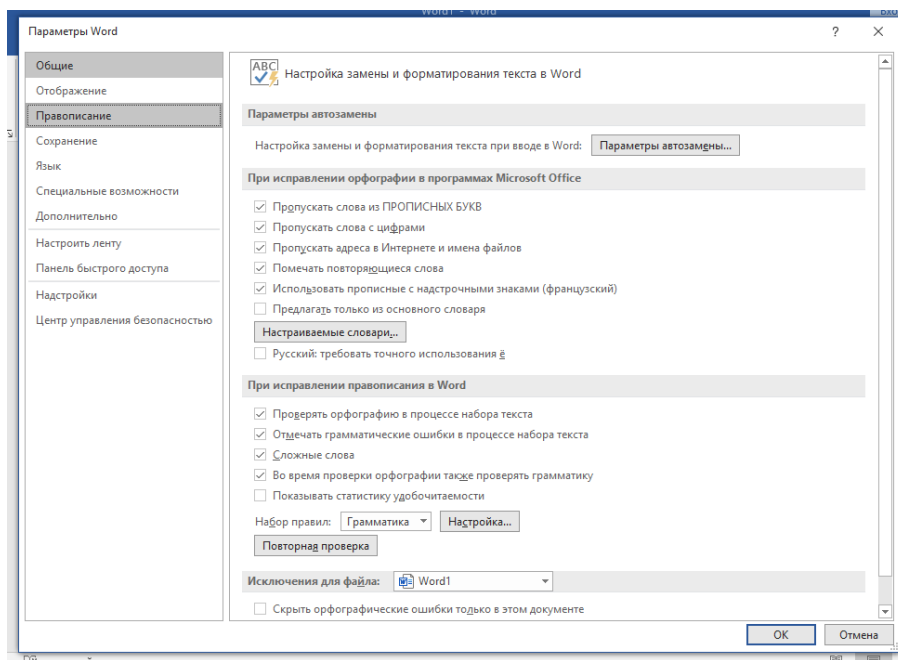 Word1 - Word
Параметры Word
?
Общие
Отображение
Правописание
Сохранение
Язык
Специальные возможности
Дополнительно
Настроить ленту
Панель быстрого доступа
Надстройки
Центр управления безопасностью
ABC
Настройка замены и форматирования текста в Word
Параметры автозамены
Настройка замены и форматирования текста при вводе в Word: Параметры автозамены...
При исправлении орфографии в программах Microsoft Office
Пропускать слова из ПРОПИСНЫХ БУКВ
Пропускать слова с цифрами
Пропускать адреса в Интернете и имена файлов
Помечать повторяющиеся слова
Использовать прописные с надстрочными знаками (французский)
Предлагать только из основного словаря
Настраиваемые словари...
Русский: требовать точного использования ё
При исправлении правописания в Word
Проверять орфографию в процессе набора текста
Отмечать грамматические ошибки в процессе набора текста
Сложные слова
Во время проверки орфографии также проверять грамматику
Показывать статистику удобочитаемости
Набор правил: Грамматика Настройка...
Повторная проверка
Исключения для файла: Word1
Скрыть орфографические ошибки только в этом документе
ОК Отмена